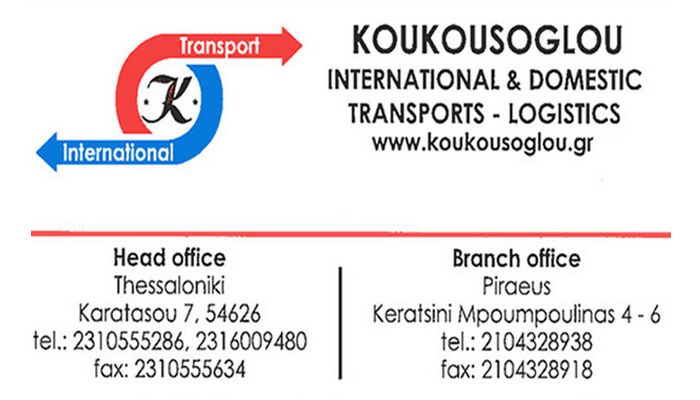 Transport
K
International
KOUKOUSOGLOU
INTERNATIONAL & DOMESTIC
TRANSPORTS - LOGISTICS
www.koukousoglou.gr
Head office
Thessaloniki
Karatasou 7, 54626
tel.: 2310555286, 2316009480
fax: 2310555634
Branch office
Piraeus
Keratsini Mpoumpoulinas 4 - 6
tel.: 2104328938
fax: 2104328918